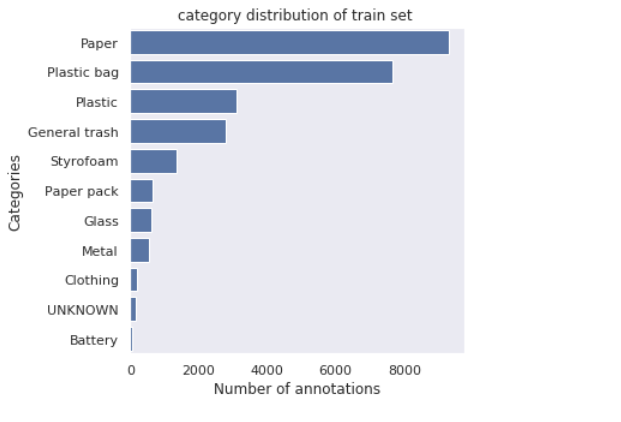 category distribution of train set
Paper
Plastic bag
Plastic
General trash
Styrofoam
Paper pack
Glass
Metal
Clothing
UNKNOWN
Battery
Categories
0 2000 4000 6000 8000
Number of annotations